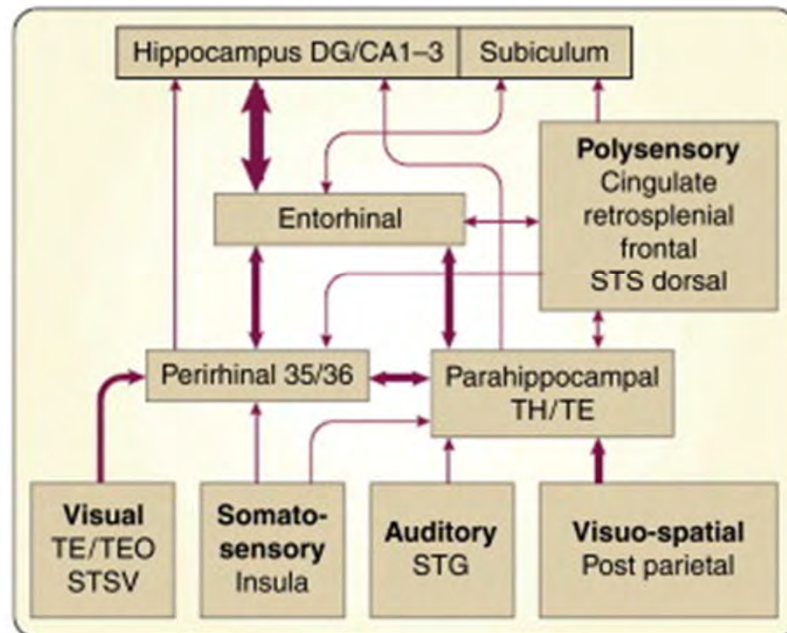 Hippocampus DG/CA1–3
Subiculum
Polysensory
Cingulate
retrosplenial
frontal
STS dorsal
Entorhinal
Perirhinal 35/36
Parahippocampal
TH/TE
Visual
TE/TEO
STSV
Somato-
sensory
Insula
Auditory
STG
Visuo-spatial
Post parietal